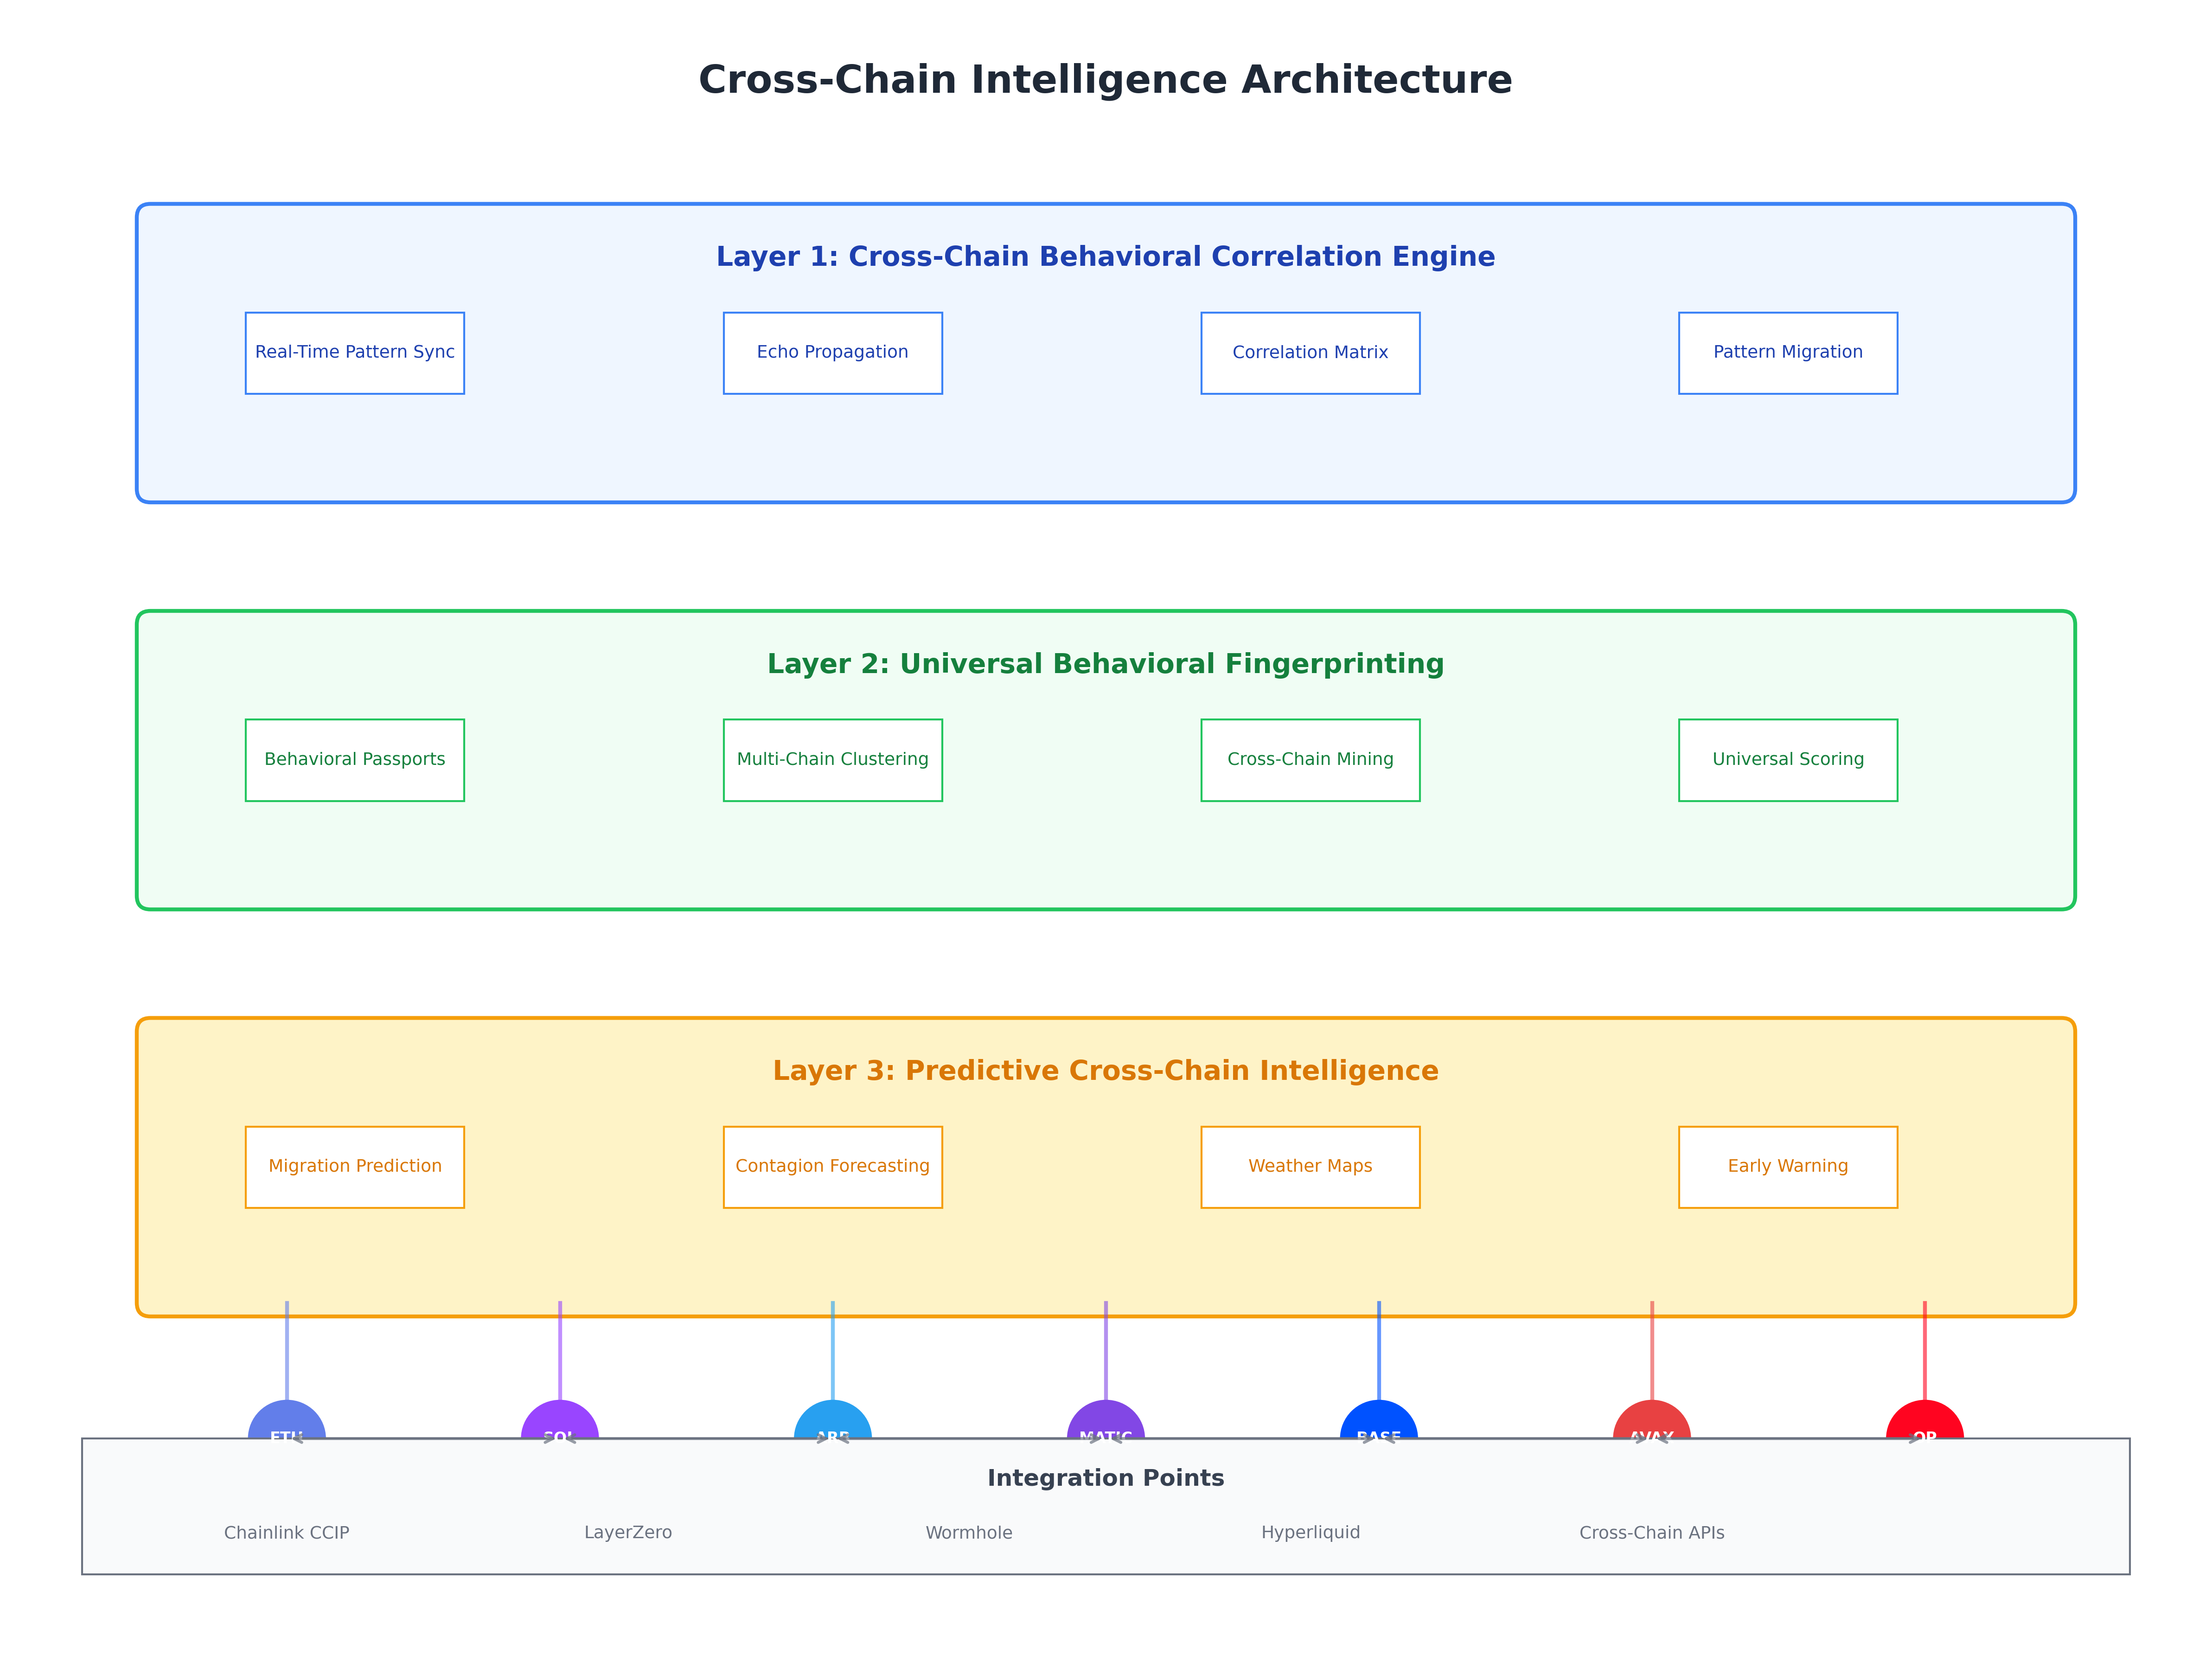 Cross-Chain Intelligence Architecture
Layer 1: Cross-Chain Behavioral Correlation Engine
Real-Time Pattern Sync
Echo Propagation
Correlation Matrix
Pattern Migration
Layer 2: Universal Behavioral Fingerprinting
Behavioral Passports
Multi-Chain Clustering
Cross-Chain Mining
Universal Scoring
Layer 3: Predictive Cross-Chain Intelligence
Migration Prediction
Contagion Forecasting
Weather Maps
Early Warning
ETH
SOL
ARB
MATIC
BASE
AVAX
OP
Integration Points
Chainlink CCIP
LayerZero
Wormhole
Hyperliquid
Cross-Chain APIs